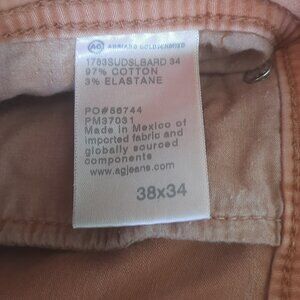 AG ADRIANO GOLDSCHMIED
1783SUDSLBARD 34
97% COTTON
3% ELASTANE
PO#56744
PM37031
Made in Mexico of
imported fabric and
globally sourced
components
www.agjeans.com
38x34